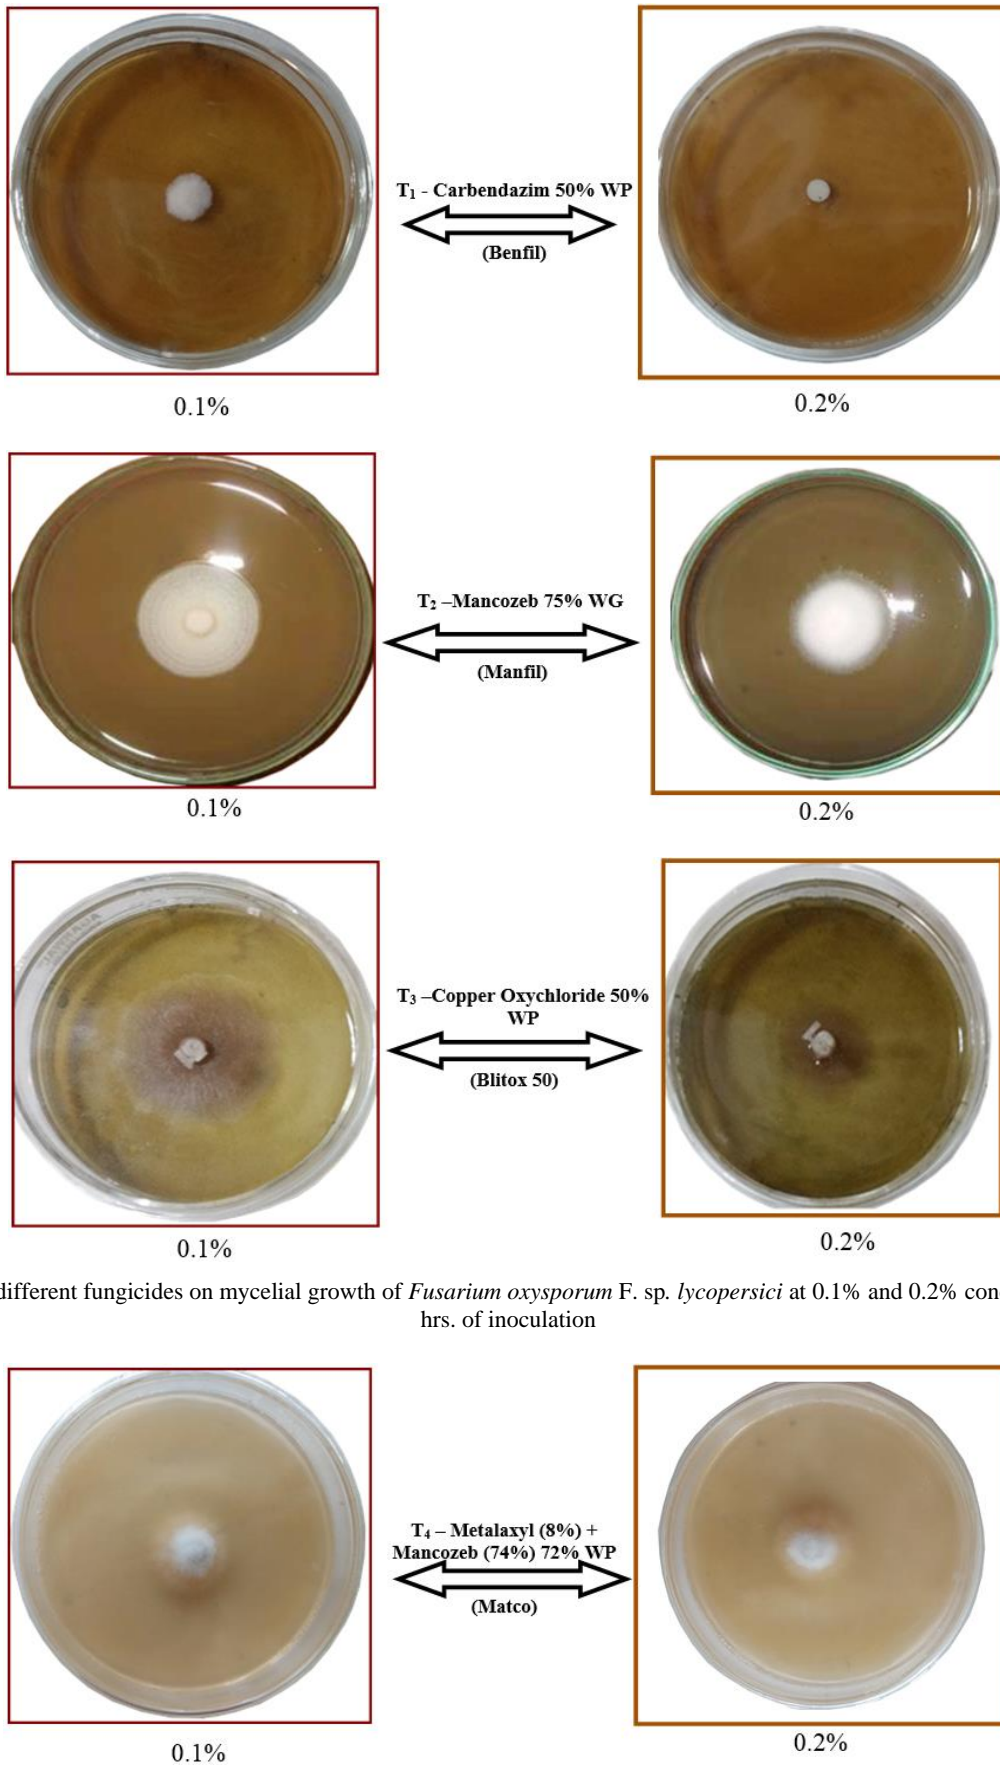 T₁ - Carbendazim 50% WP
(Benfil)
0.1%
0.2%
T₂ –Mancozeb 75% WG
(Manfil)
0.1%
0.2%
T₃ –Copper Oxychloride 50%
WP
(Blitox 50)
0.1%
0.2%
different fungicides on mycelial growth of Fusarium oxysporum F. sp. lycopersici at 0.1% and 0.2%
hrs. of inoculation
T₄ – Metalaxyl (8%) +
Mancozeb (74%) 72% WP
(Matco)
0.1%
0.2%